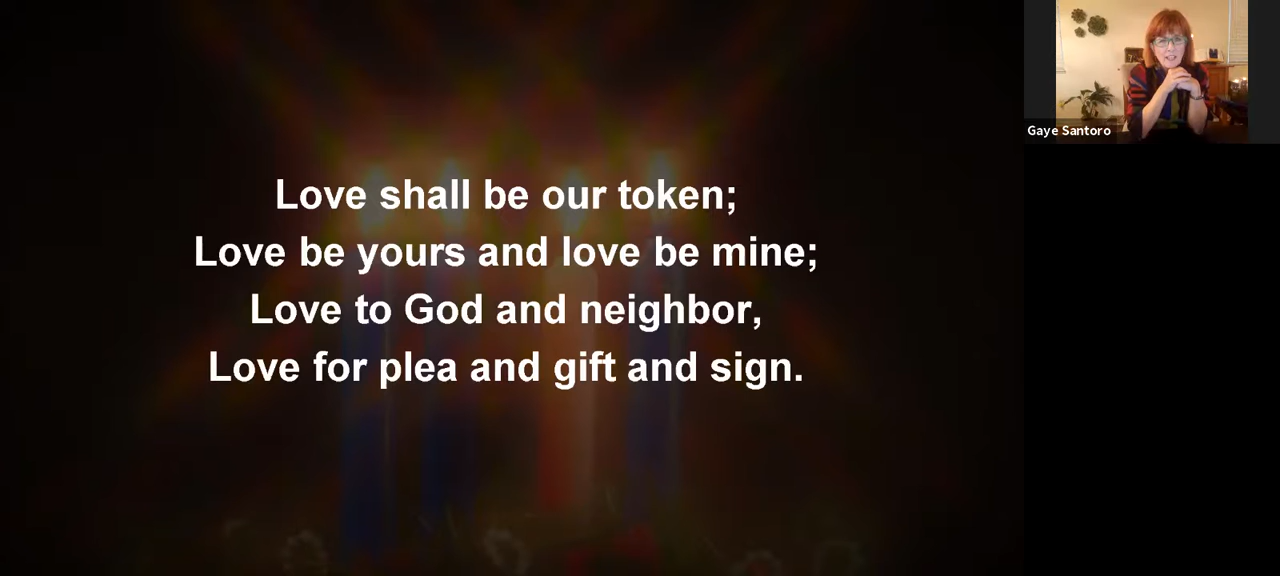 Love shall be our token;
Love be yours and love be mine;
Love to God and neighbor,
Love for plea and gift and sign.
Gaye Santoro